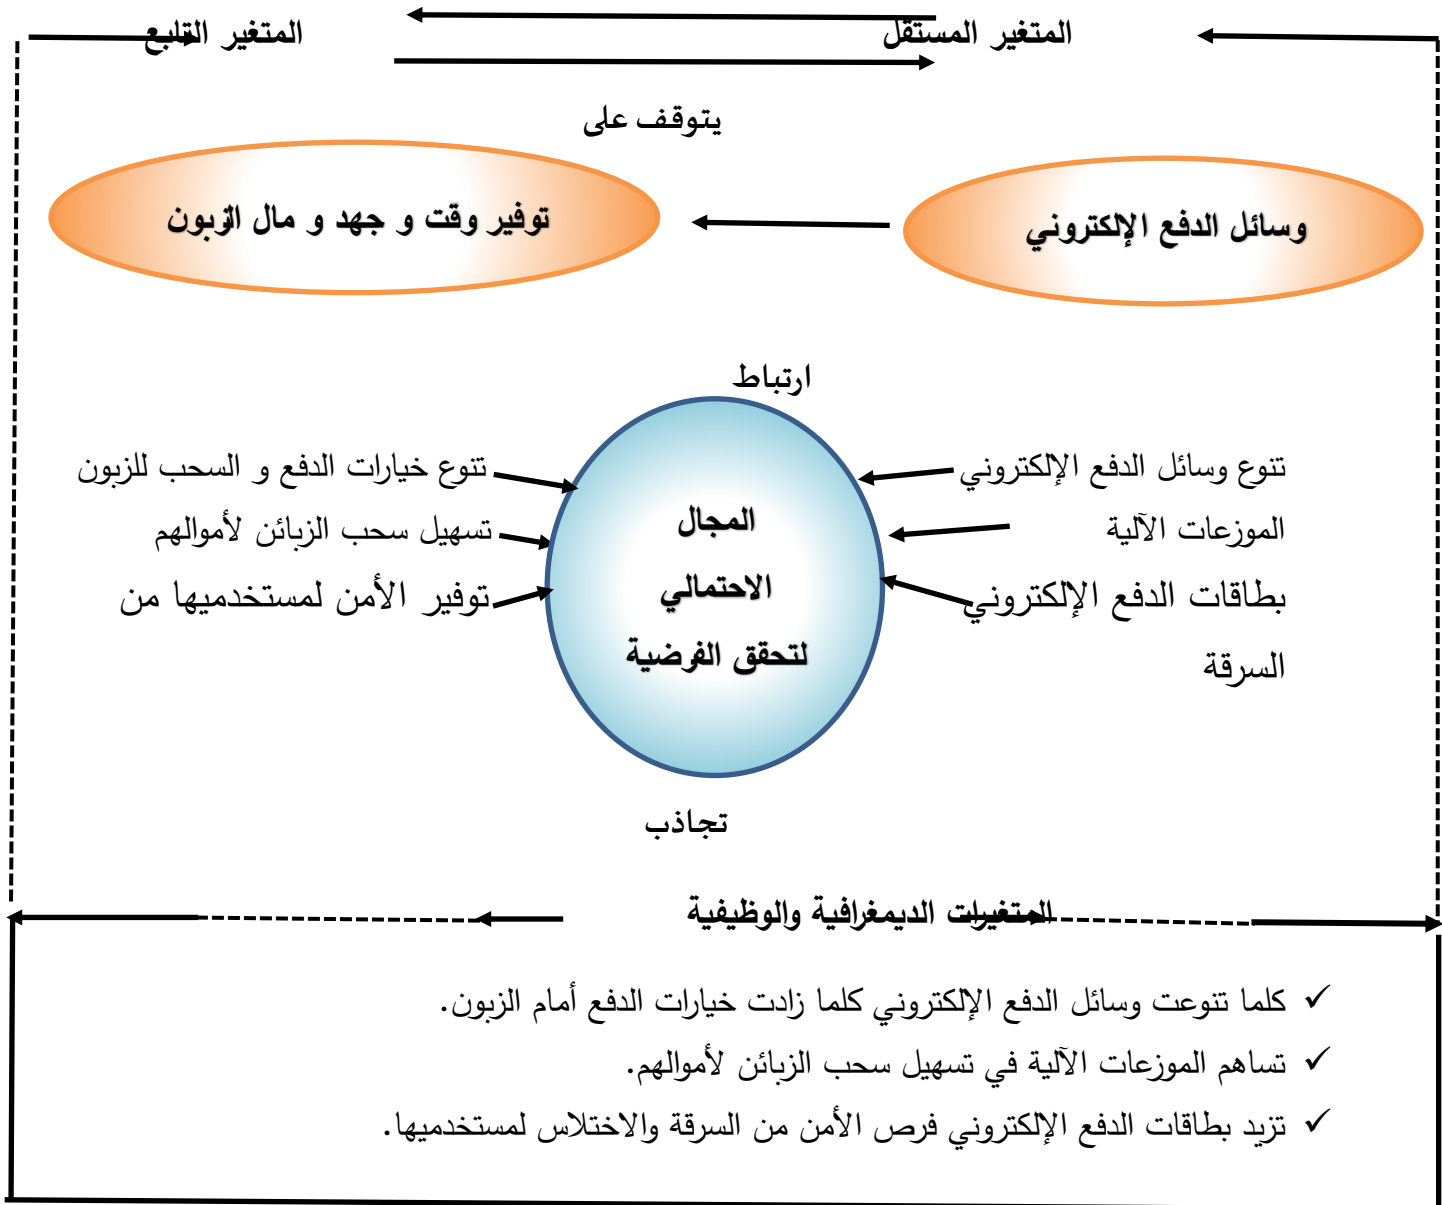 المتغير المستقل
المتغير التابع
يتوقف على
وسائل الدفع الإلكتروني
توفير وقت و جهد و مال الزبون
ارتباط
تنوع وسائل الدفع الإلكتروني
تنوع خيارات الدفع و السحب للزبون
الموزعات الآلية
تسهيل سحب الزبائن لأموالهم
بطاقات الدفع الإلكتروني
توفير الأمن لمستخدميها من
السرقة
المجال
الاحتمالي
لتحقق الفرضية
تجاذب
المتغيرات الديمغرافية والوظيفية
✓ كلما تنوعت وسائل الدفع الإلكتروني كلما زادت خيارات الدفع أمام الزبون.
✓ تساهم الموزعات الآلية في تسهيل سحب الزبائن لأموالهم.
✓ تزيد بطاقات الدفع الإلكتروني فرص الأمن من السرقة والاختلاس لمستخدميها.